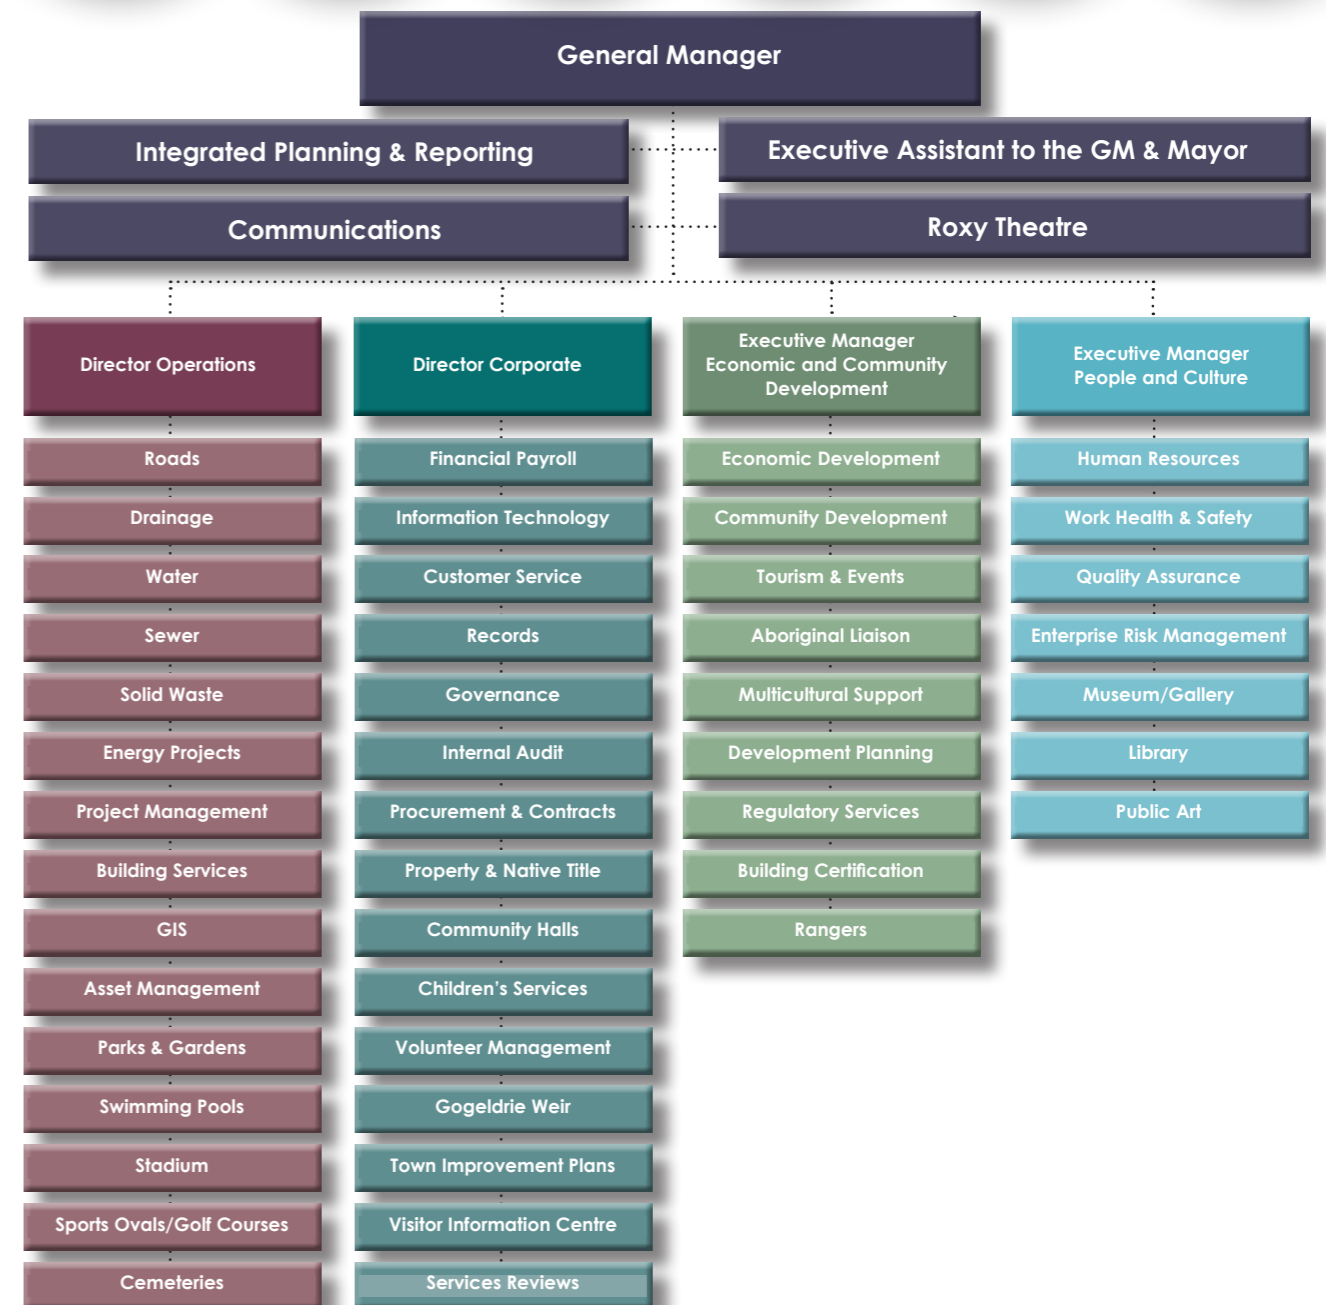 General Manager
Integrated Planning & Reporting
Executive Assistant to the GM & Mayor
Communications
Roxy Theatre
Director Operations
Roads
Drainage
Water
Sewer
Solid Waste
Energy Projects
Project Management
Building Services
GIS
Asset Management
Parks & Gardens
Swimming Pools
Stadium
Sports Ovals/Golf Courses
Cemeteries
Director Corporate
Financial Payroll
Information Technology
Customer Service
Records
Governance
Internal Audit
Procurement & Contracts
Property & Native Title
Community Halls
Children's Services
Volunteer Management
Gogeldrie Weir
Town Improvement Plans
Visitor Information Centre
Services Reviews
Executive Manager
Economic and Community
Development
Economic Development
Community Development
Tourism & Events
Aboriginal Liaison
Multicultural Support
Development Planning
Regulatory Services
Building Certification
Rangers
Executive Manager
People and Culture
Human Resources
Work Health & Safety
Quality Assurance
Enterprise Risk Management
Museum/Gallery
Library
Public Art